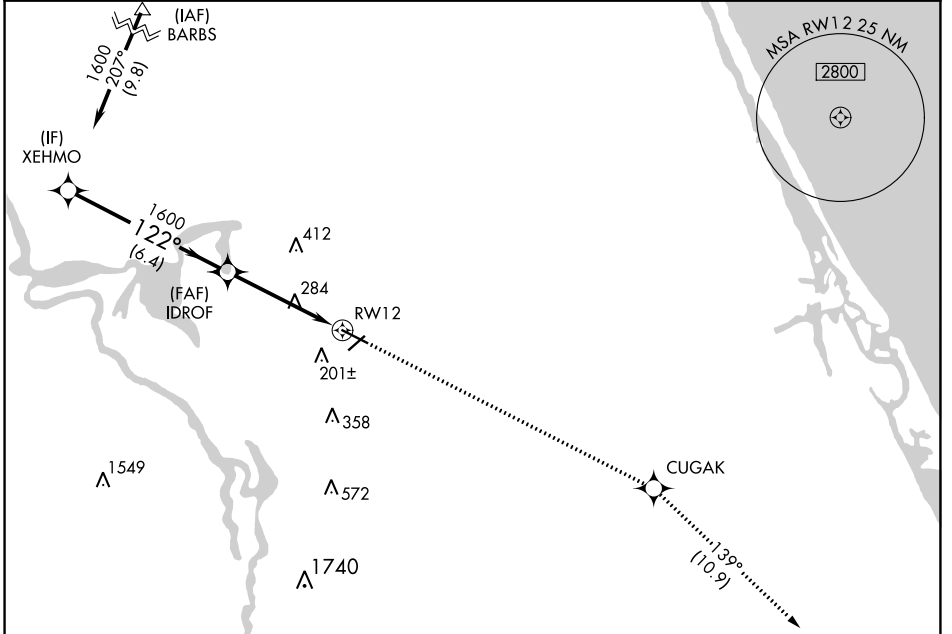 (IAF)
BARBS
1600
207°
(9.8)
MSA RW12 25 NM
2800
(IF)
XEHMO
1600
122°
(6.4)
412
(FAF)
IDROF
284
RW12
201±
358
1549
572
CUGAK
1740
139°
(10.9)